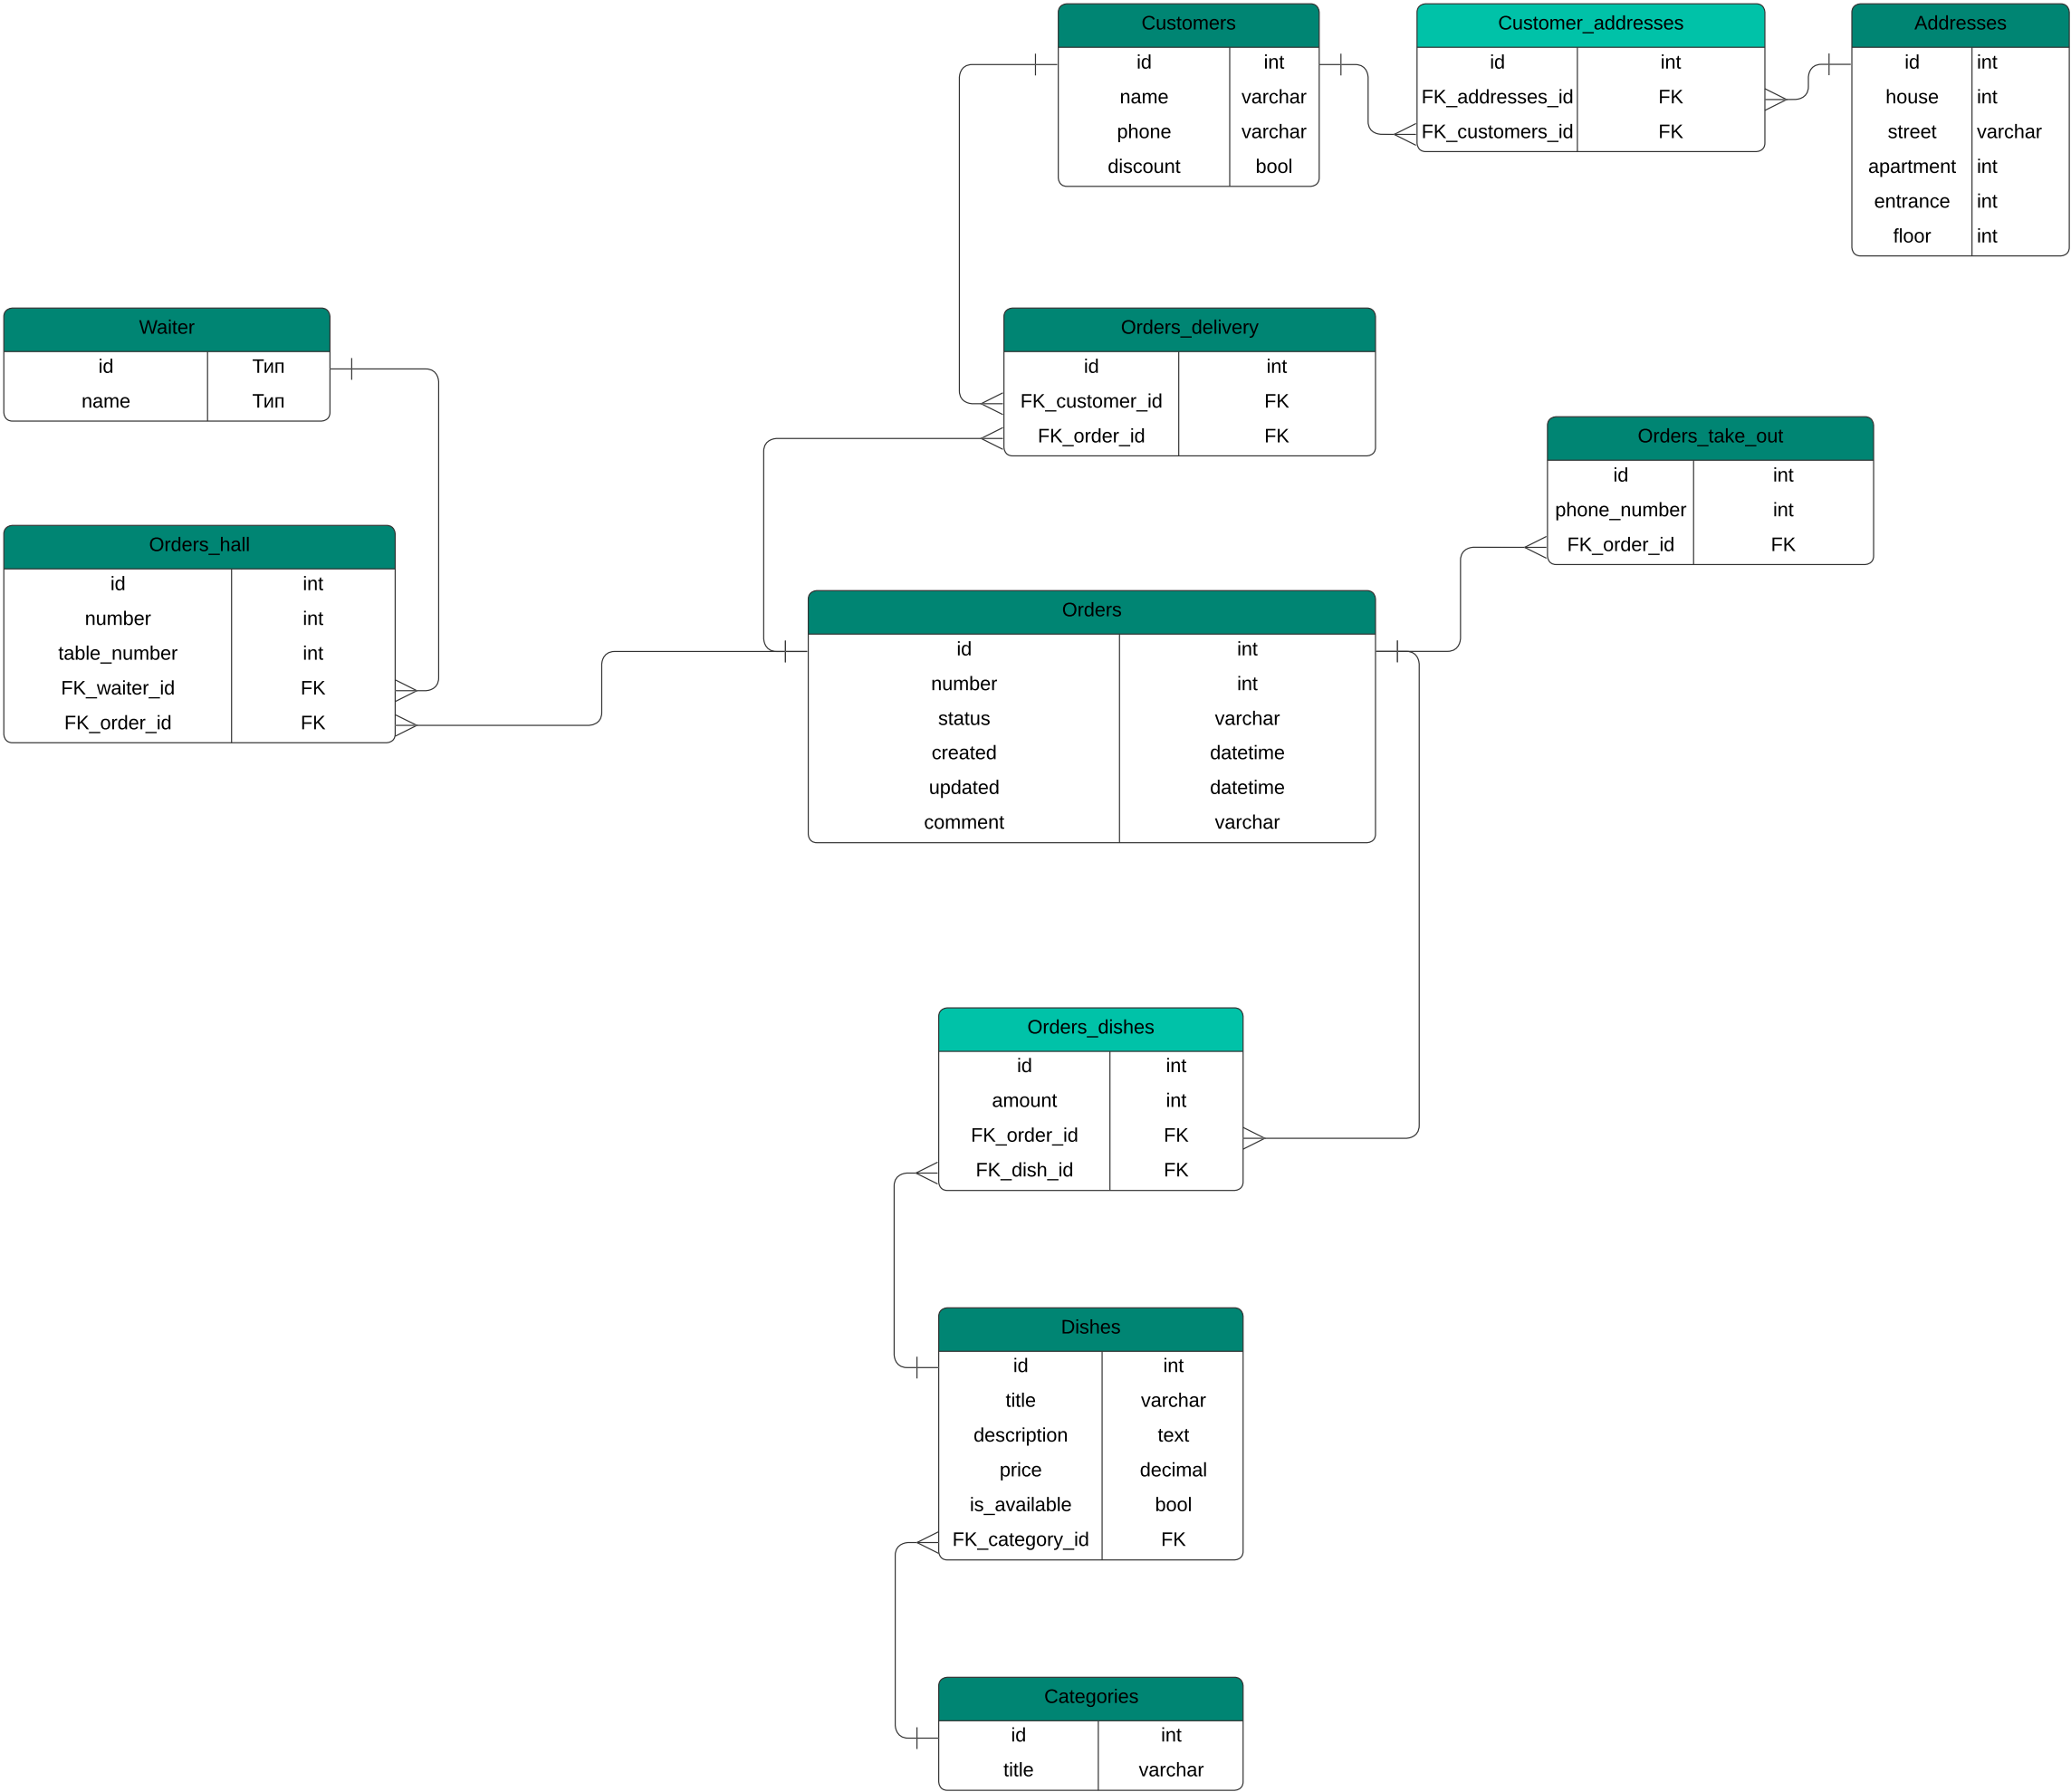 Customers
id int
name varchar
phone varchar
discount bool
Customer_addresses
id int
FK_addresses_id FK
FK_customers_id FK
Addresses
id int
house int
street varchar
apartment int
entrance int
floor int
Waiter
id Тип
name Тип
Orders_delivery
id int
FK_customer_id FK
FK_order_id FK
Orders_take_out
id int
phone_number int
FK_order_id FK
Orders_hall
id int
number int
table_number int
FK_waiter_id FK
FK_order_id FK
Orders
id int
number int
status varchar
created datetime
updated datetime
comment varchar
Orders_dishes
id int
amount int
FK_order_id FK
FK_dish_id FK
Dishes
id int
title varchar
description text
price decimal
is_available bool
FK_category_id FK
Categories
id int
title varchar